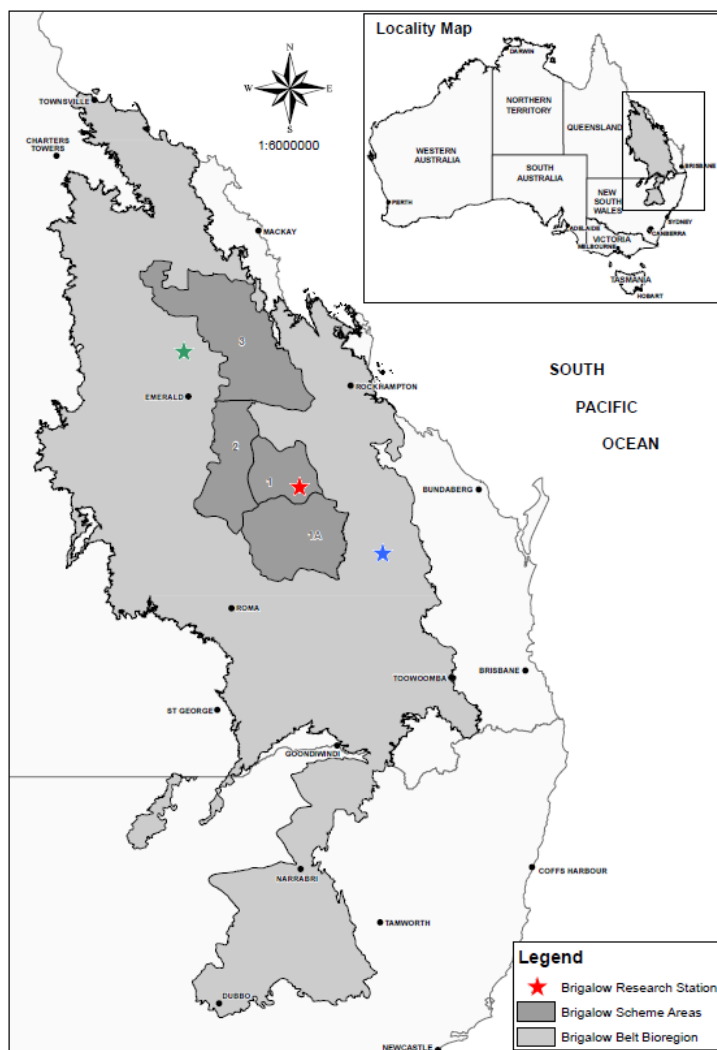 Locality Map
DARWIN
NORTHERN
TERRITORY
QUEENSLAND
WESTERN
AUSTRALIA
SOUTH
AUSTRALIA
BRISBANE
NEW
SOUTH
WALES
PERTH
SYDNEY
ADELAIDE
CANBERRA
VICTORIA
MELBOURNE
TASMANIA
HOBART
N
W
E
S
1:6000000
TOWNSVILLE
CHARTERS
TOWERS
MACKAY
3
SOUTH
PACIFIC
OCEAN
ROCKHAMPTON
EMERALD
2
1
BUNDABERG
1A
ROMA
BRISBANE
TOOWOOMBA
ST GEORGE
GOONDIWINDI
NARRABRI
COFFS HARBOUR
TAMWORTH
DUBBO
NEWCASTLE
Legend
Brigalow Research Station
Brigalow Scheme Areas
Brigalow Belt Bioregion